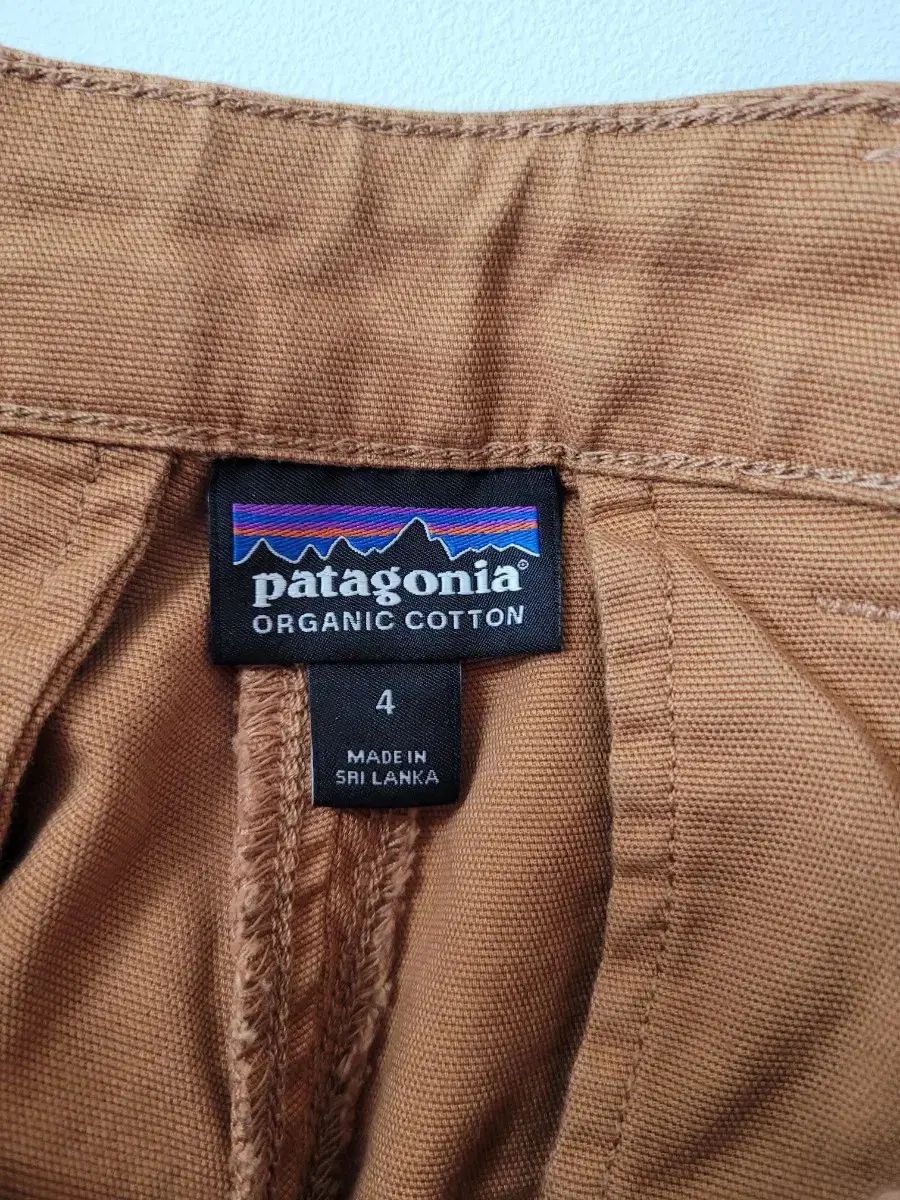 patagonia®
ORGANIC COTTON
4
MADE IN
SRI LANKA